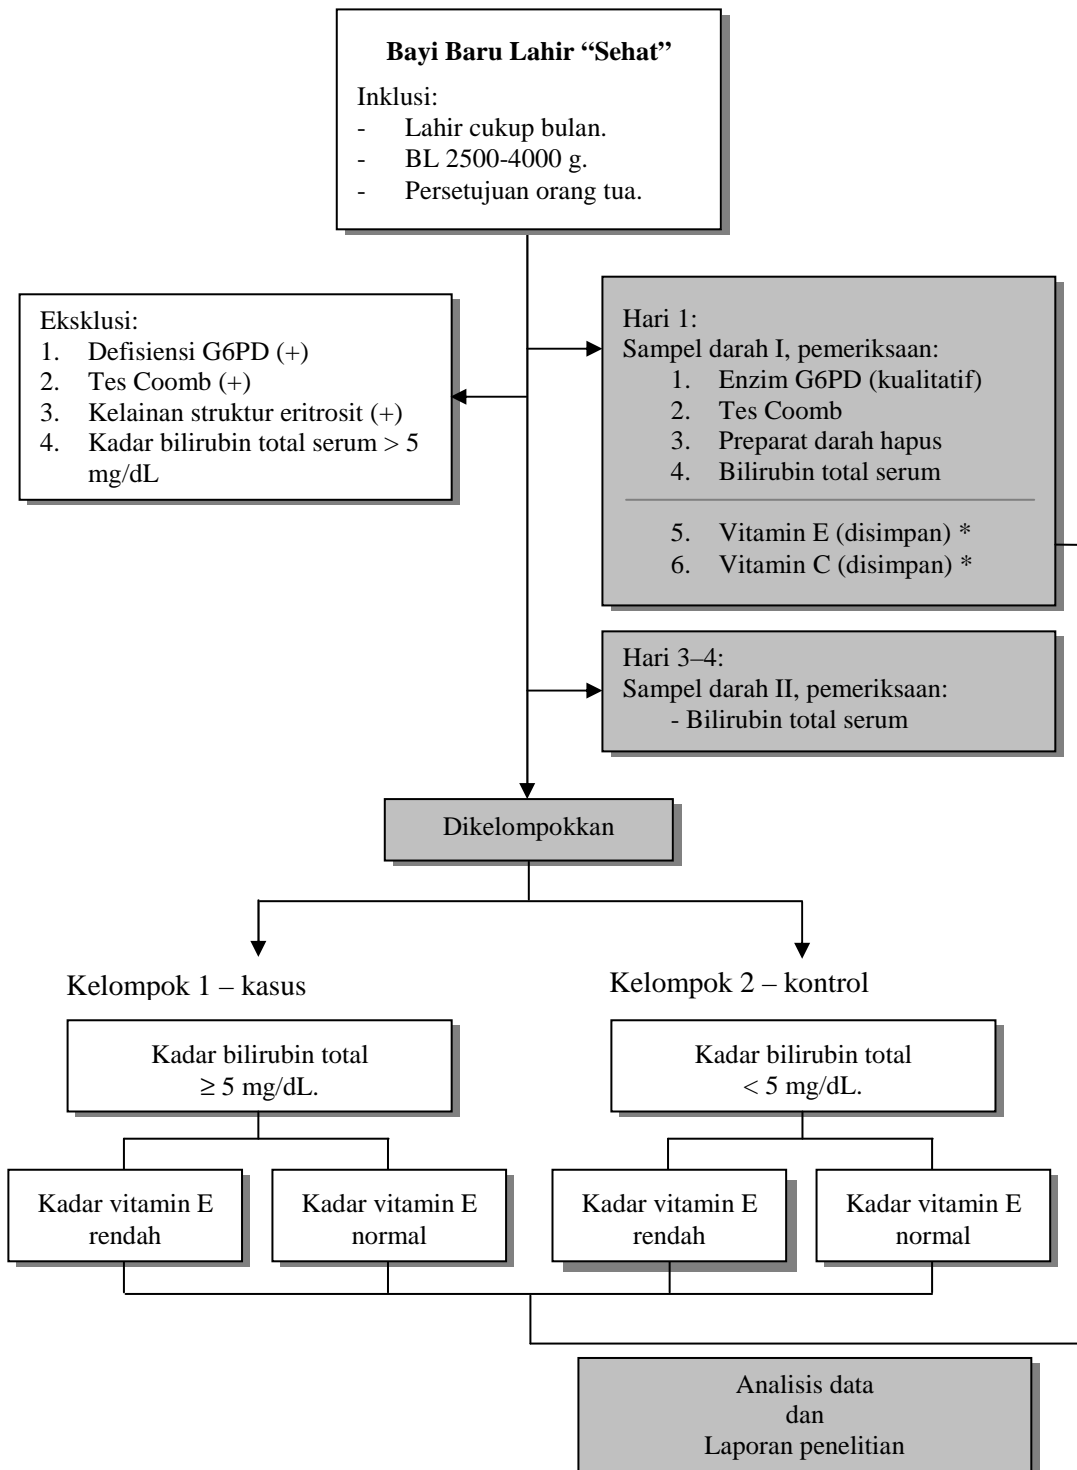 Bayi Baru Lahir “Sehat”
Inklusi:
- Lahir cukup bulan.
- BL 2500-4000 g.
- Persetujuan orang tua.
Eksklusi:
1. Defisiensi G6PD (+)
2. Tes Coomb (+)
3. Kelainan struktur eritrosit (+)
4. Kadar bilirubin total serum > 5
mg/dL
Hari 1:
Sampel darah I, pemeriksaan:
1. Enzim G6PD (kualitatif)
2. Tes Coomb
3. Preparat darah hapus
4. Bilirubin total serum
5. Vitamin E (disimpan) *
6. Vitamin C (disimpan) *
Hari 3–4:
Sampel darah II, pemeriksaan:
- Bilirubin total serum
Dikelompokkan
Kelompok 1 – kasus
Kelompok 2 – kontrol
Kadar bilirubin total
≥ 5 mg/dL.
Kadar bilirubin total
< 5 mg/dL.
Kadar vitamin E
rendah
Kadar vitamin E
normal
Kadar vitamin E
rendah
Kadar vitamin E
normal
Analisis data
dan
Laporan penelitian